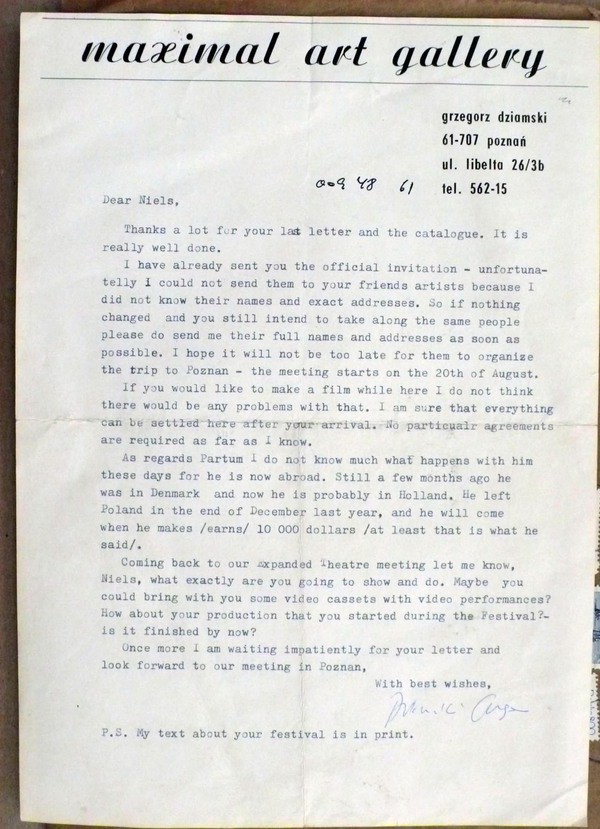 maximal art gallery
grzegorz dziamski
61-707 poznań
ul. libelta 26/3b
tel. 562-15
009 48 61
Dear Niels,
Thanks a lot for your last letter and the catalogue. It is
really well done.
I have already sent you the official invitation - unfortuna-
telly I could not send them to your friends artists because I
did not know their names and exact addresses. So if nothing
changed and you still intend to take along the same people
please do send me their full names and addresses as soon as
possible. I hope it will not be too late for them to organize
the trip to Poznan - the meeting starts on the 20th of August.
If you would like to make a film while here I do not think
there would be any problems with that. I am sure that everything
can be settled here after your arrival. No particualr agreements
are required as far as I know.
As regards Partum I do not know much what happens with him
these days for he is now abroad. Still a few months ago he
was in Denmark and now he is probably in Holland. He left
Poland in the end of December last year, and he will come
when he makes /earns/ 10 000 dollars /at least that is what he
said/.
Coming back to our Expanded Theatre meeting let me know,
Niels, what exactly are you going to show and do. Maybe you
could bring with you some video cassets with video performances?
How about your production that you started during the Festival?-
is it finished by now?
Once more I am waiting impatiently for your letter and
look forward to our meeting in Poznan,
With best wishes,
P.S. My text about your festival is in print.